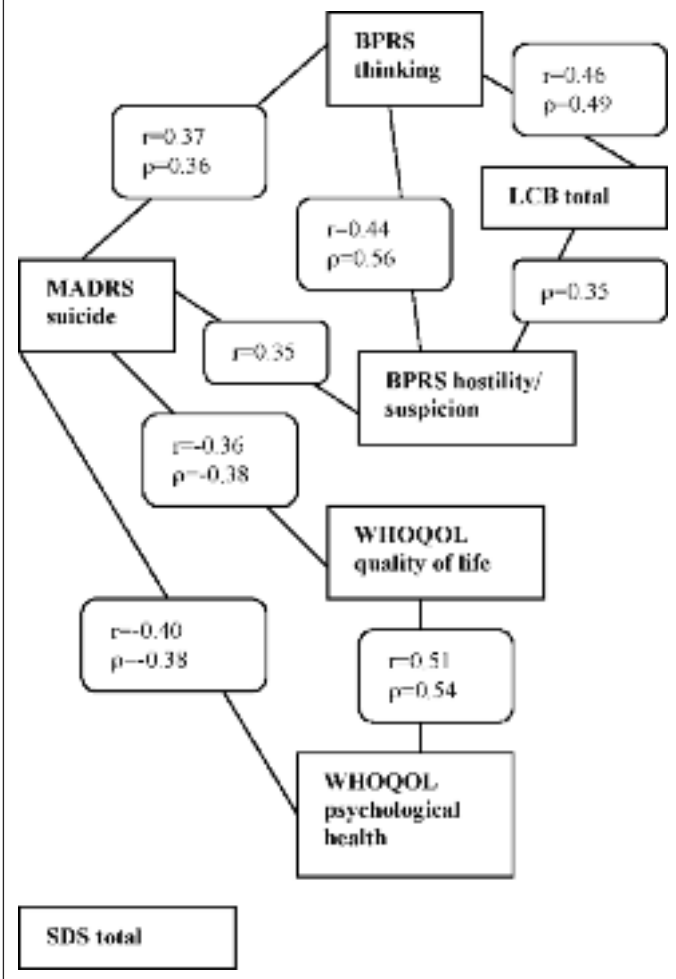 BPRS
thinking
r=0.46
ρ=0.49
r=0.37
ρ=0.36
LCB total
r=0.44
ρ=0.56
MADRS
suicide
ρ=0.35
r=0.35
BPRS hostility/
suspicion
r=-0.36
ρ=-0.38
WHOQOL
quality of life
r=-0.40
ρ=-0.38
r=0.51
ρ=0.54
WHOQOL
psychological
health
SDS total